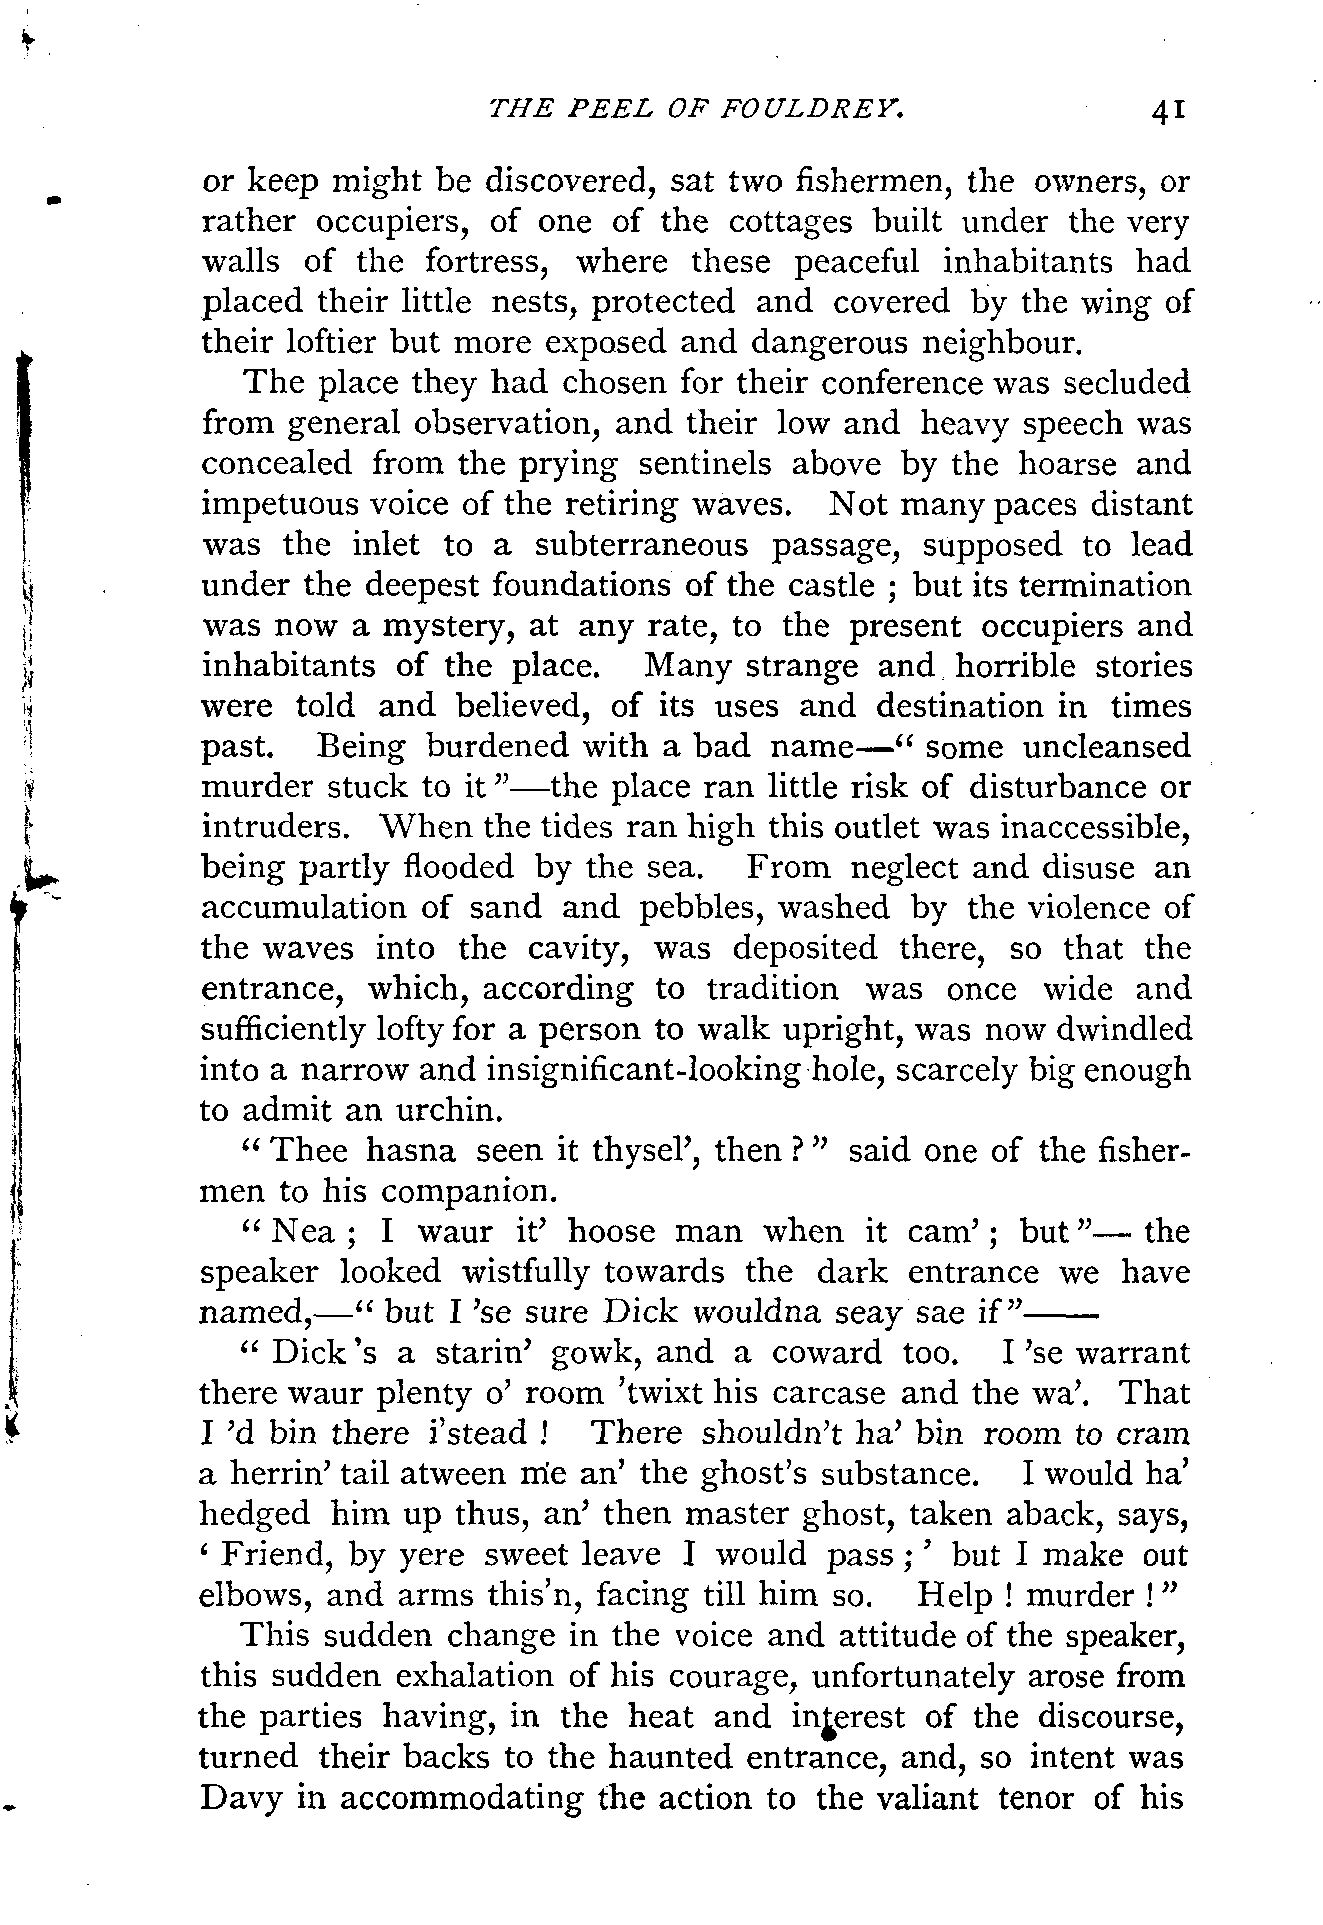 THE PEEL OF FOULDREY. 41
or keep might be discovered, sat two fishermen, the owners, or
rather occupiers, of one of the cottages built under the very
walls of the fortress, where these peaceful inhabitants had
placed their little nests, protected and covered by the wing of
their loftier but more exposed and dangerous neighbour.
The place they had chosen for their conference was secluded
from general observation, and their low and heavy speech was
concealed from the prying sentinels above by the hoarse and
impetuous voice of the retiring waves. Not many paces distant
was the inlet to a subterraneous passage, supposed to lead
under the deepest foundations of the castle ; but its termination
was now a mystery, at any rate, to the present occupiers and
inhabitants of the place. Many strange and horrible stories
were told and believed, of its uses and destination in times
past. Being burdened with a bad name—“ some uncleansed
murder stuck to it ”—the place ran little risk of disturbance or
intruders. When the tides ran high this outlet was inaccessible,
being partly flooded by the sea. From neglect and disuse an
accumulation of sand and pebbles, washed by the violence of
the waves into the cavity, was deposited there, so that the
entrance, which, according to tradition was once wide and
sufficiently lofty for a person to walk upright, was now dwindled
into a narrow and insignificant-looking hole, scarcely big enough
to admit an urchin.
“ Thee hasna seen it thysel’, then ? ” said one of the fisher-
men to his companion.
“ Nea ; I waur it’ hoose man when it cam’ ; but ”— the
speaker looked wistfully towards the dark entrance we have
named,—“ but I ’se sure Dick wouldna seay sae if ”——
“ Dick ’s a starin’ gowk, and a coward too. I ’se warrant
there waur plenty o’ room ’twixt his carcase and the wa’. That
I ’d bin there i’stead ! There shouldn’t ha’ bin room to cram
a herrin’ tail atween me an’ the ghost’s substance. I would ha’
hedged him up thus, an’ then master ghost, taken aback, says,
‘ Friend, by yere sweet leave I would pass ; ’ but I make out
elbows, and arms this’n, facing till him so. Help ! murder ! ”
This sudden change in the voice and attitude of the speaker,
this sudden exhalation of his courage, unfortunately arose from
the parties having, in the heat and interest of the discourse,
turned their backs to the haunted entrance, and, so intent was
Davy in accommodating the action to the valiant tenor of his